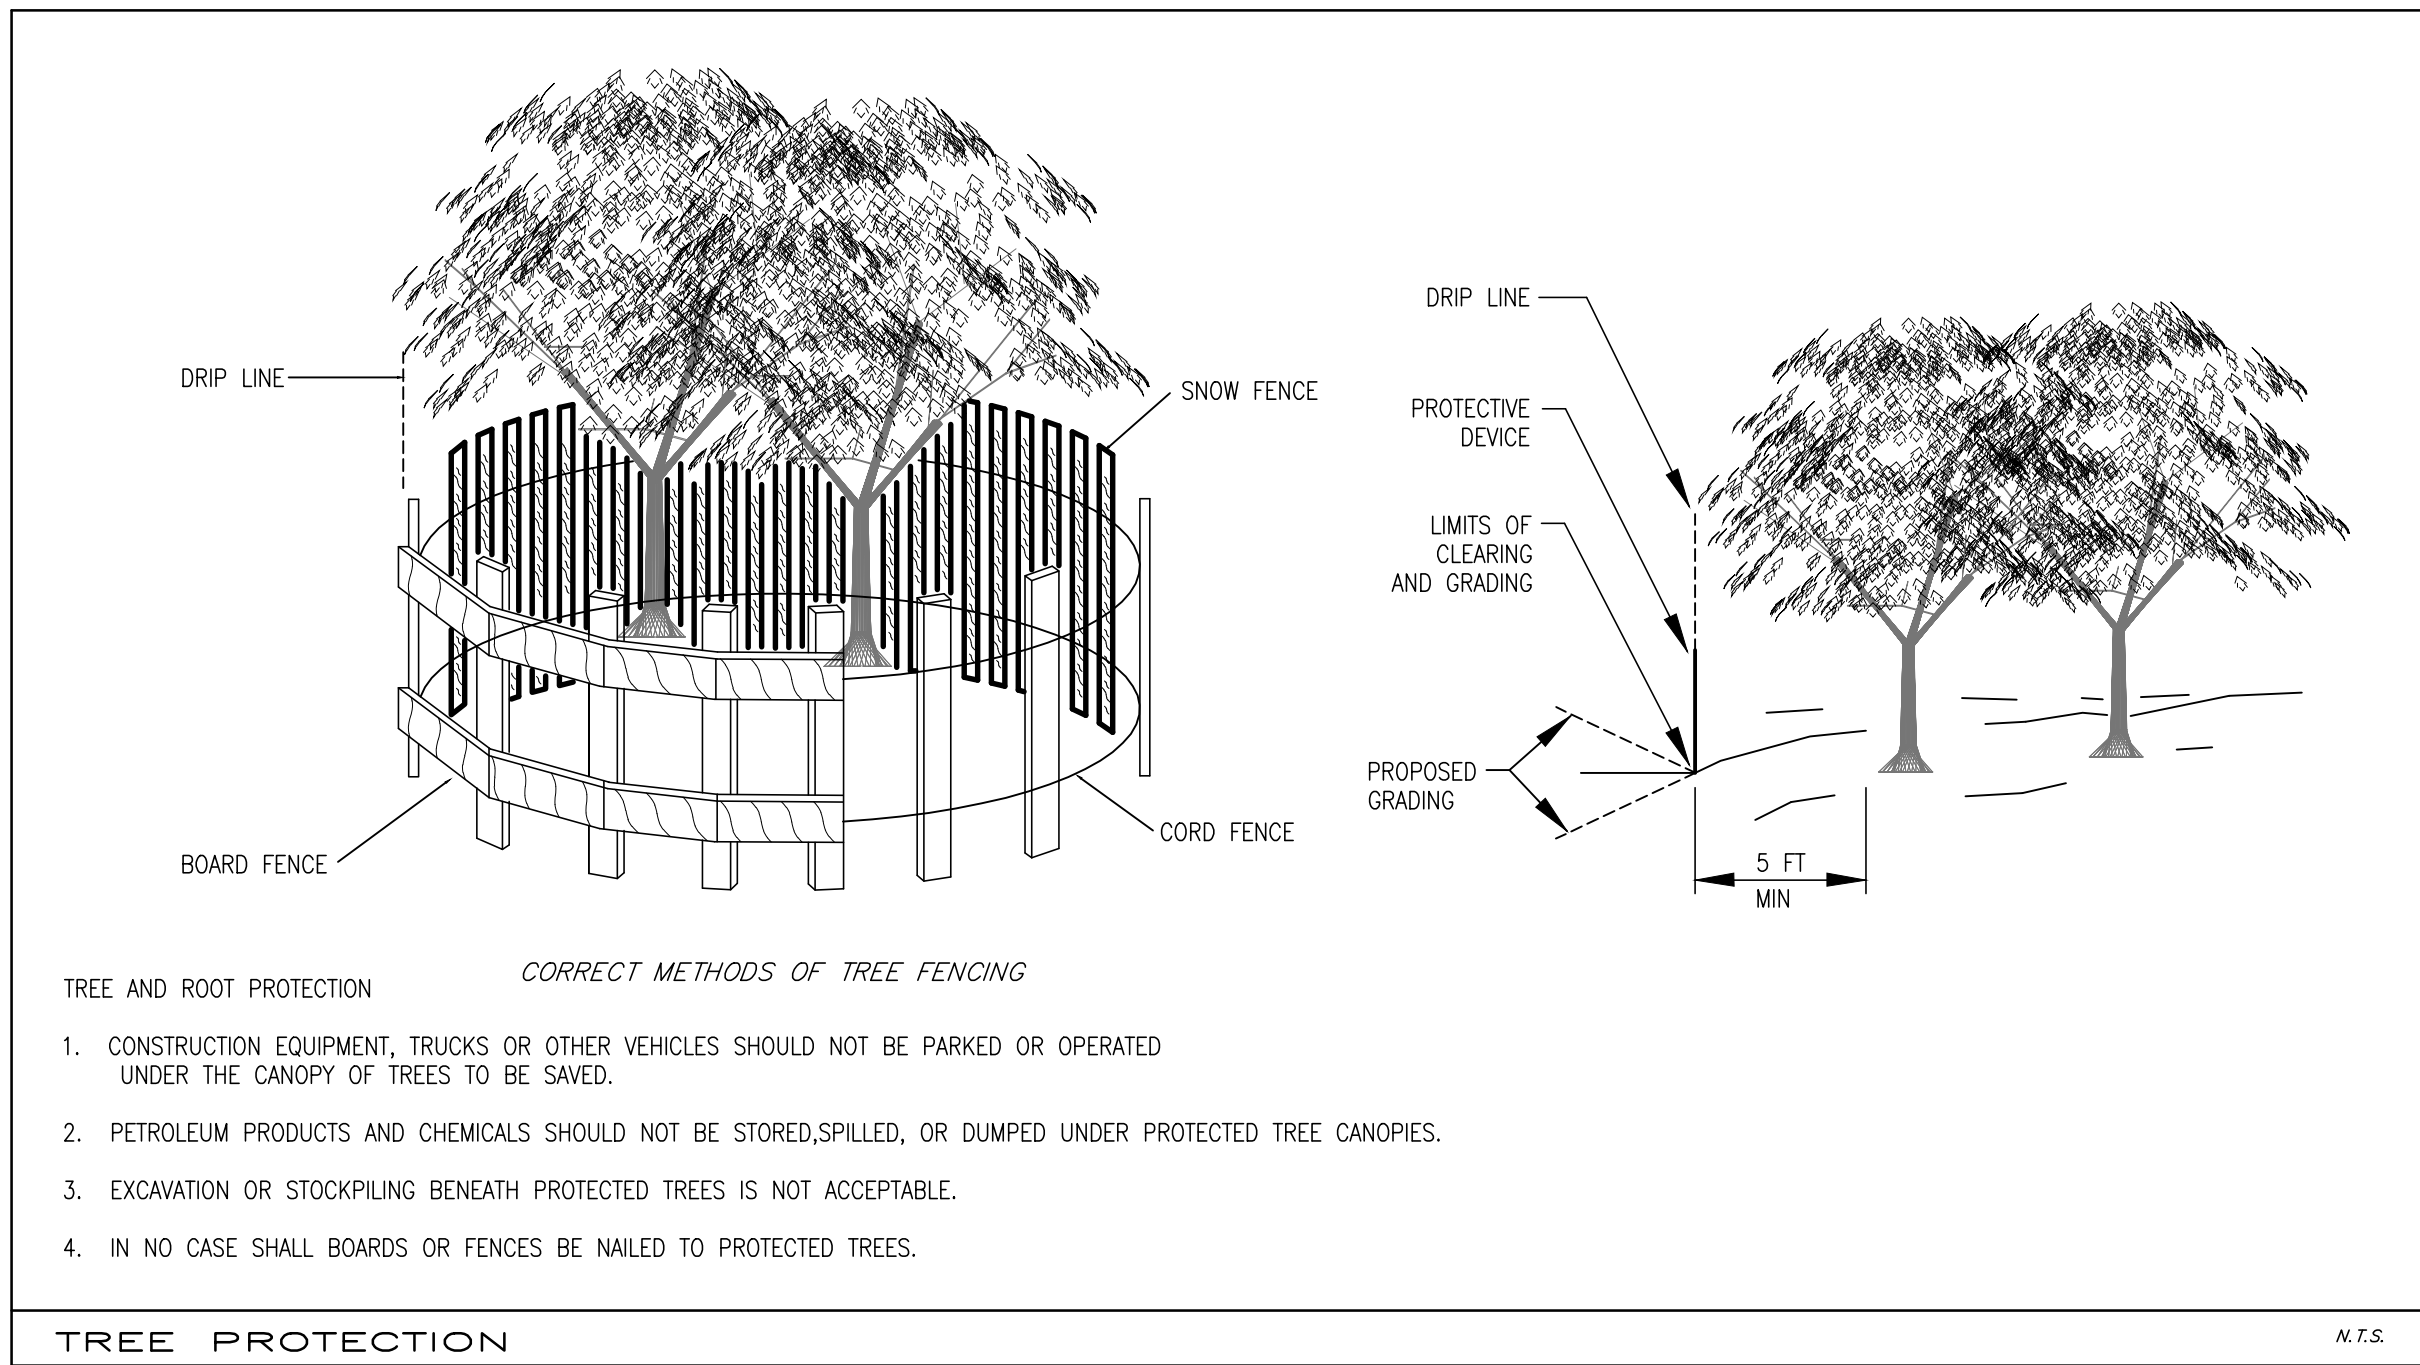 DRIP LINE
SNOW FENCE
BOARD FENCE
CORD FENCE
DRIP LINE
PROTECTIVE
DEVICE
LIMITS OF
CLEARING
AND GRADING
PROPOSED
GRADING
5 FT
MIN
CORRECT METHODS OF TREE FENCING
TREE AND ROOT PROTECTION
1. CONSTRUCTION EQUIPMENT, TRUCKS OR OTHER VEHICLES SHOULD NOT BE PARKED OR OPERATED
UNDER THE CANOPY OF TREES TO BE SAVED.
2. PETROLEUM PRODUCTS AND CHEMICALS SHOULD NOT BE STORED,SPILLED, OR DUMPED UNDER PROTECTED TREE CANOPIES.
3. EXCAVATION OR STOCKPILING BENEATH PROTECTED TREES IS NOT ACCEPTABLE.
4. IN NO CASE SHALL BOARDS OR FENCES BE NAILED TO PROTECTED TREES.
TREE PROTECTION
N.T.S.